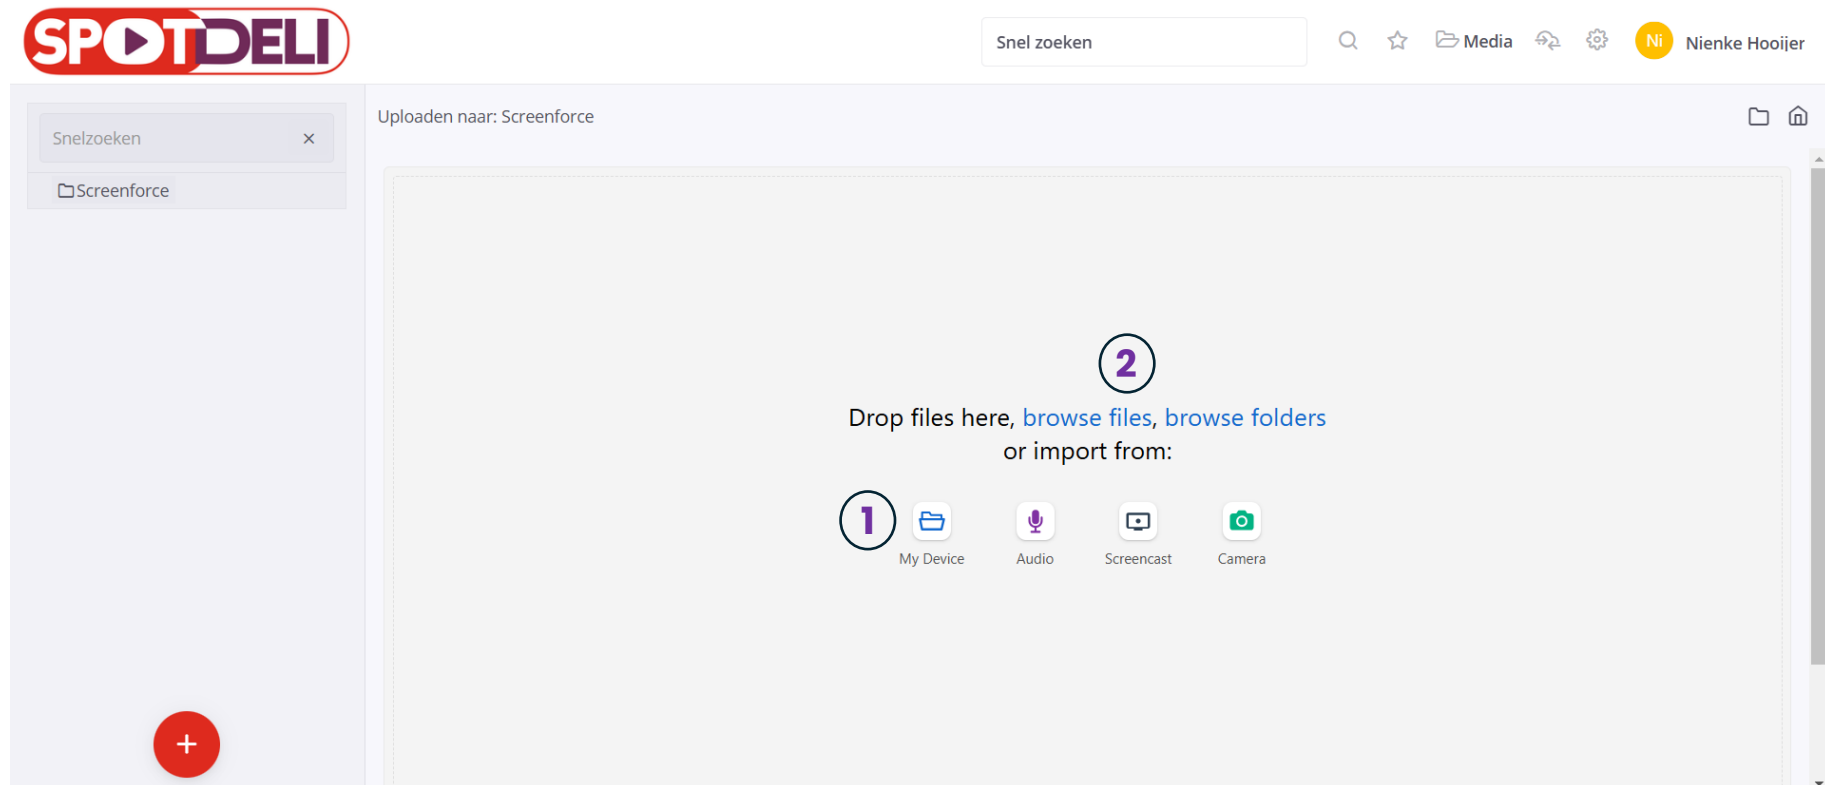 SPOTDELI
Snel zoeken
Media
Ni
Nienke Hooijer
Snelzoeken
Screenforce
Uploaden naar: Screenforce
2
Drop files here, browse files, browse folders
or import from:
1
My Device
Audio
Screencast
Camera